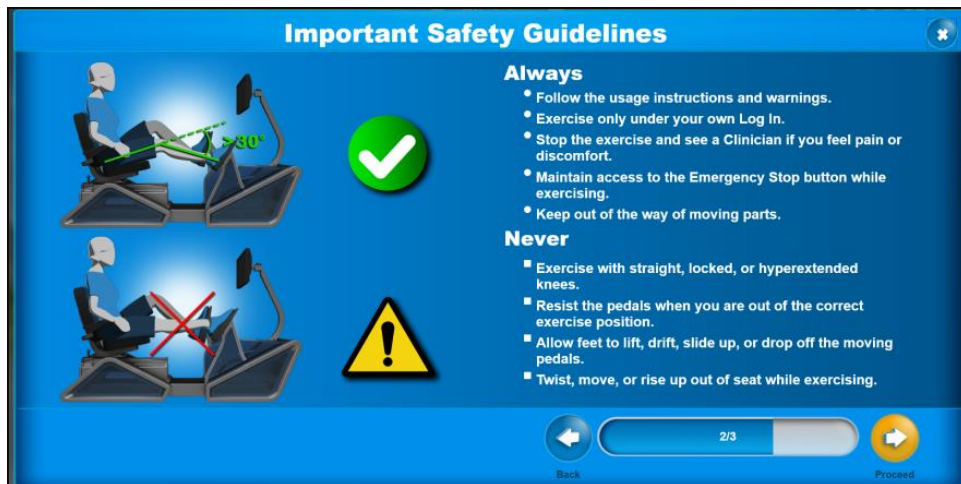 Important Safety Guidelines
>30°
Always
Follow the usage instructions and warnings.
Exercise only under your own Log In.
Stop the exercise and see a Clinician if you feel pain or
discomfort.
Maintain access to the Emergency Stop button while
exercising.
Keep out of the way of moving parts.
Never
Exercise with straight, locked, or hyperextended
knees.
Resist the pedals when you are out of the correct
exercise position.
Allow feet to lift, drift, slide up, or drop off the moving
pedals.
Twist, move, or rise up out of seat while exercising.
2/3
Back
Proceed